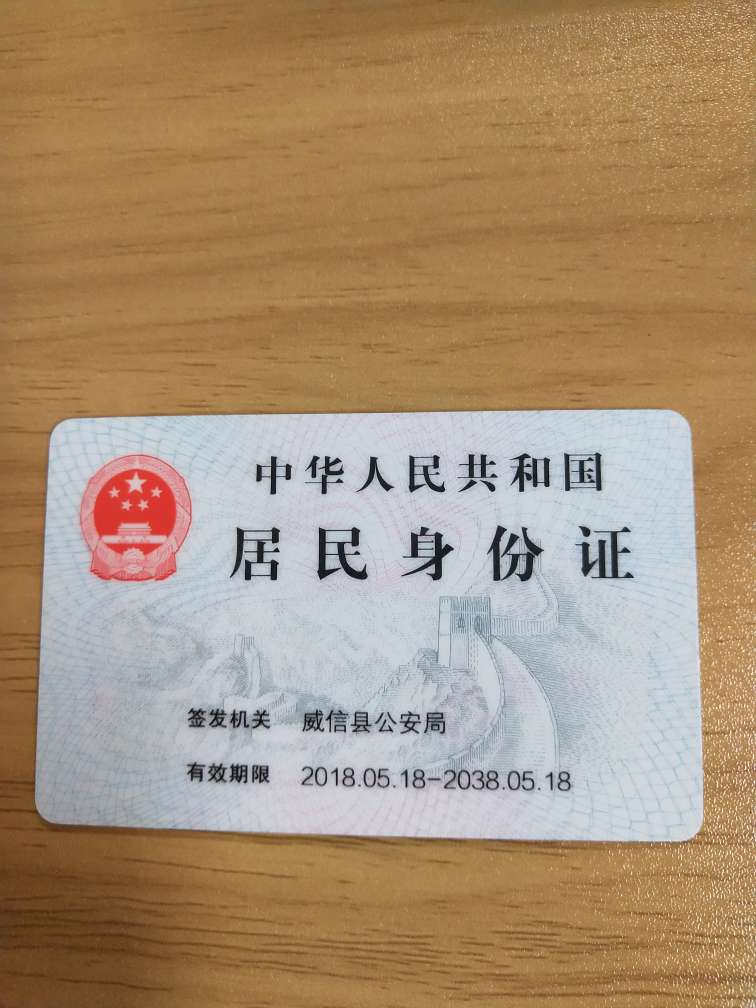 中华人民共和国
居民身份证
签发机关 威信县公安局
有效期限 2018.05.18-2038.05.18